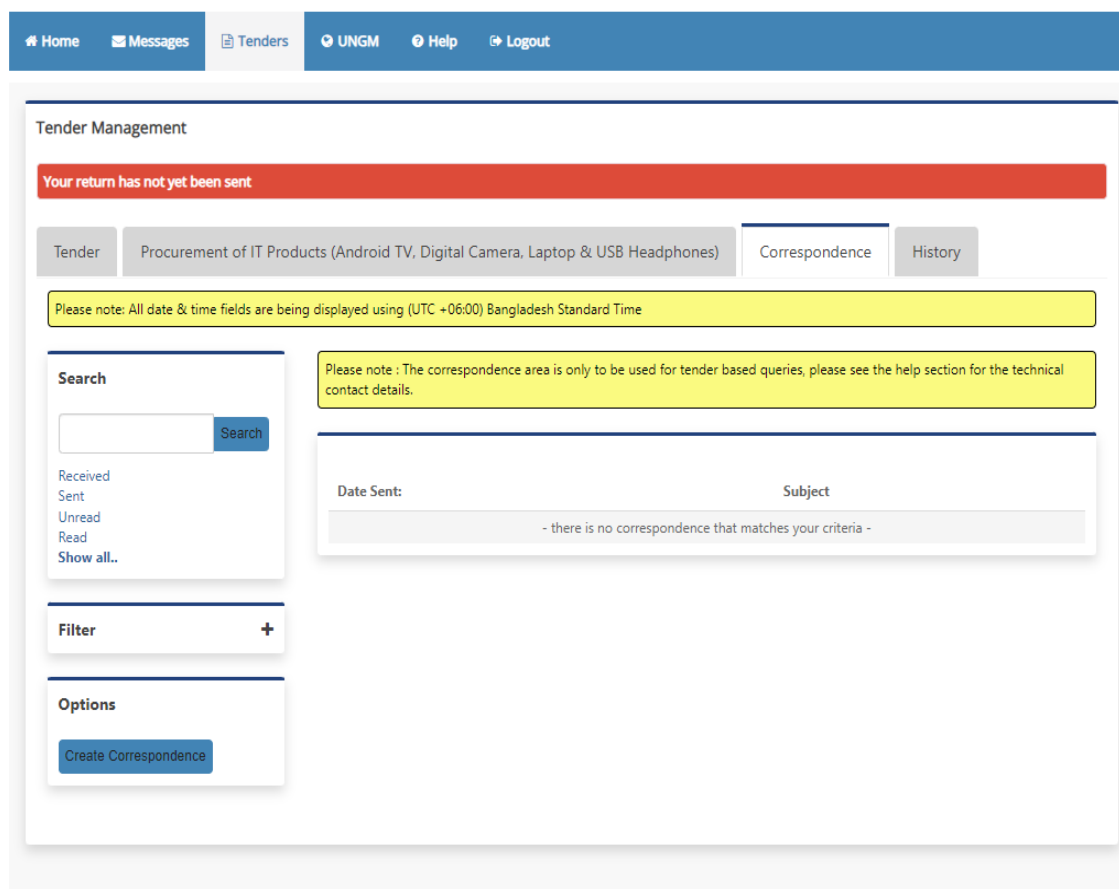 Home Messages Tenders UNGM Help Logout
Tender Management
Your return has not yet been sent
Tender Procurement of IT Products (Android TV, Digital Camera, Laptop & USB Headphones) Correspondence History
Please note: All date & time fields are being displayed using (UTC +06:00) Bangladesh Standard Time
Search
Search
Received
Sent
Unread
Read
Show all..
Filter +
Options
Create Correspondence
Please note : The correspondence area is only to be used for tender based queries, please see the help section for the technical
contact details.
Date Sent: Subject
- there is no correspondence that matches your criteria -